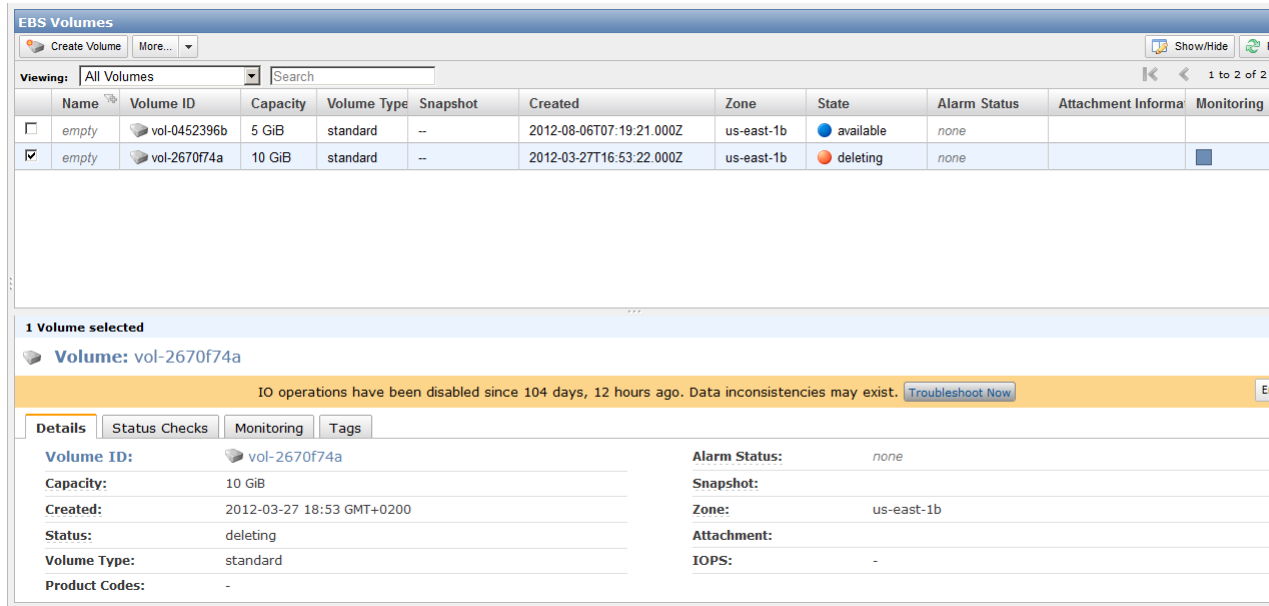 EBS Volumes
Create Volume More... Show/Hide
Viewing: All Volumes Search 1 to 2 of 2
Name Volume ID Capacity Volume Type Snapshot Created Zone State Alarm Status Attachment Informat Monitoring
empty vol-0452396b 5 GiB standard -- 2012-08-06T07:19:21.000Z us-east-1b available none
empty vol-2670f74a 10 GiB standard -- 2012-03-27T16:53:22.000Z us-east-1b deleting none
1 Volume selected
Volume: vol-2670f74a
IO operations have been disabled since 104 days, 12 hours ago. Data inconsistencies may exist. Troubleshoot Now E
Details Status Checks Monitoring Tags
Volume ID: vol-2670f74a Alarm Status: none
Capacity: 10 GiB Snapshot:
Created: 2012-03-27 18:53 GMT+0200 Zone: us-east-1b
Status: deleting Attachment:
Volume Type: standard IOPS: -
Product Codes: -